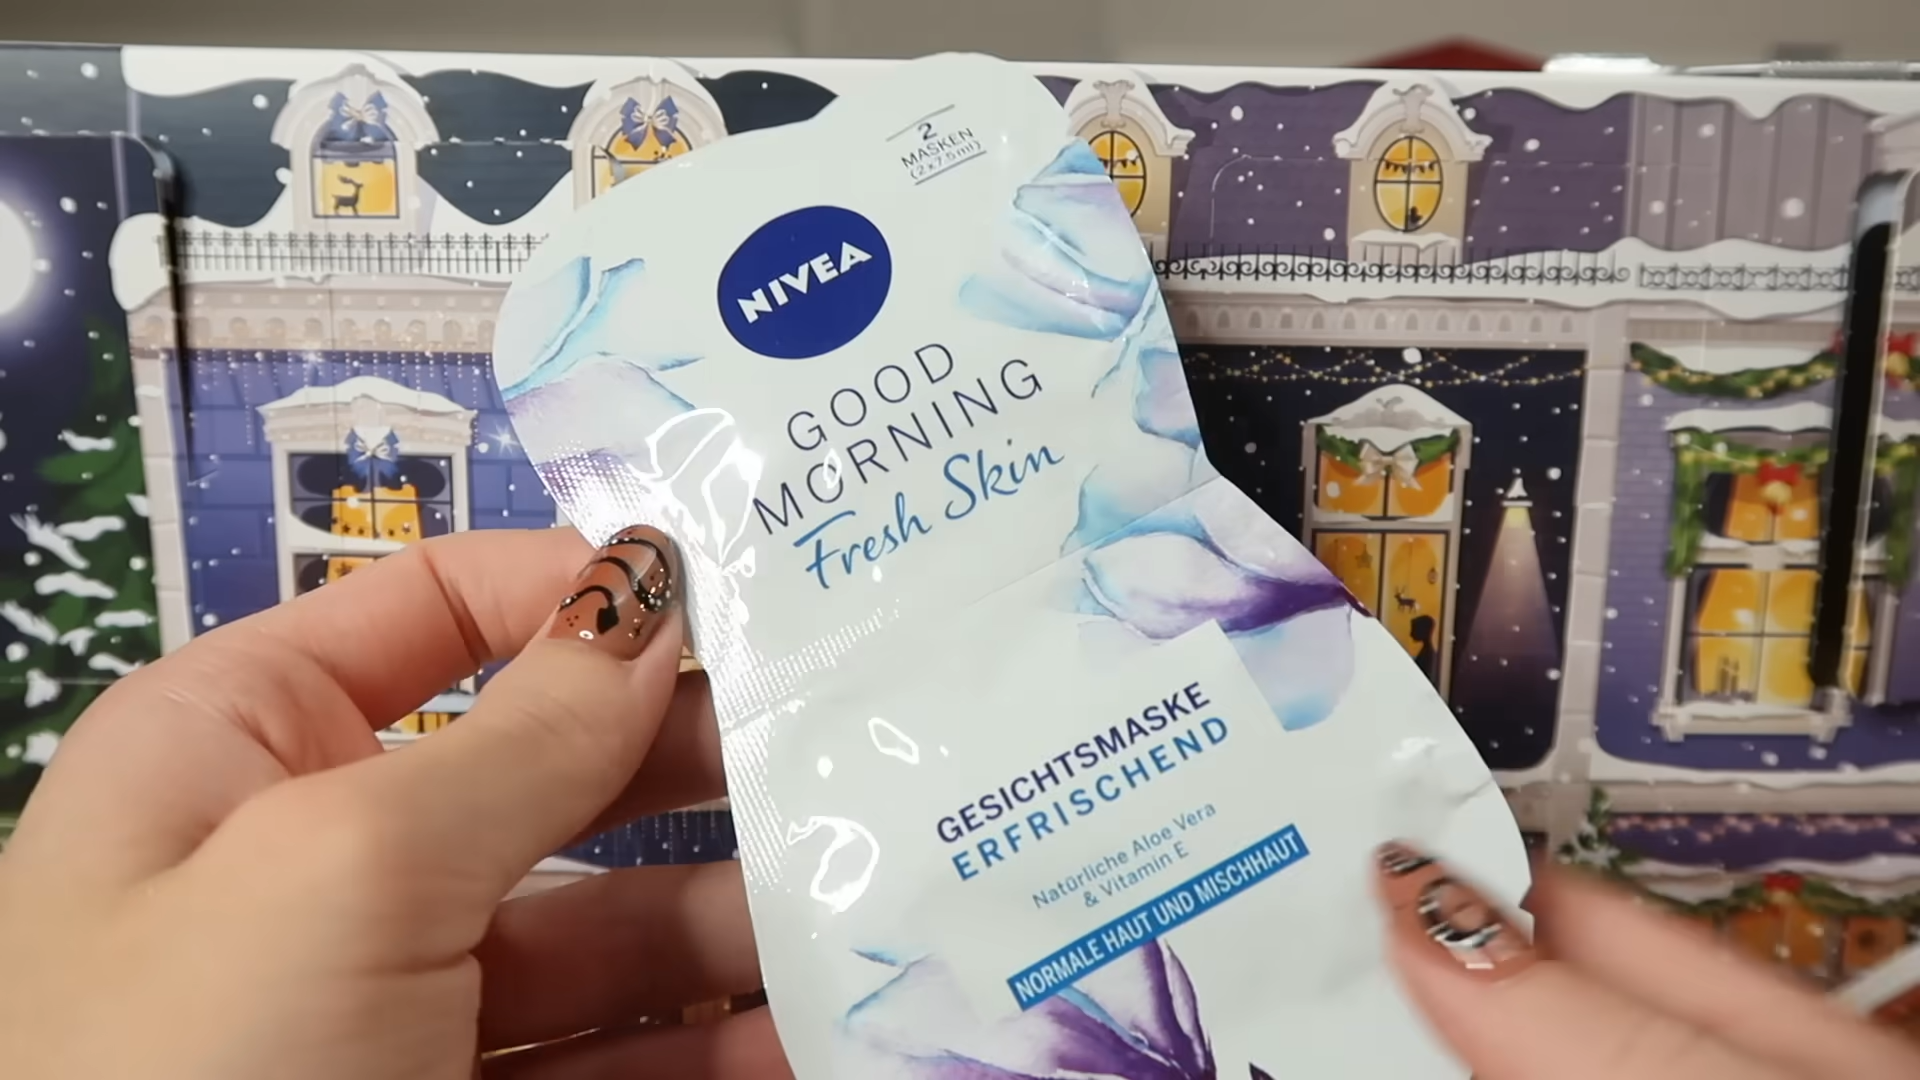 2
MASKEN
(2x7,5ml)
NIVEA
GOOD
MORNING
Fresh Skin
GESICHTSMASKE
ERFRISCHEND
Natürliche Aloe Vera
& Vitamin E
NORMALE HAUT UND MISCHHAUT